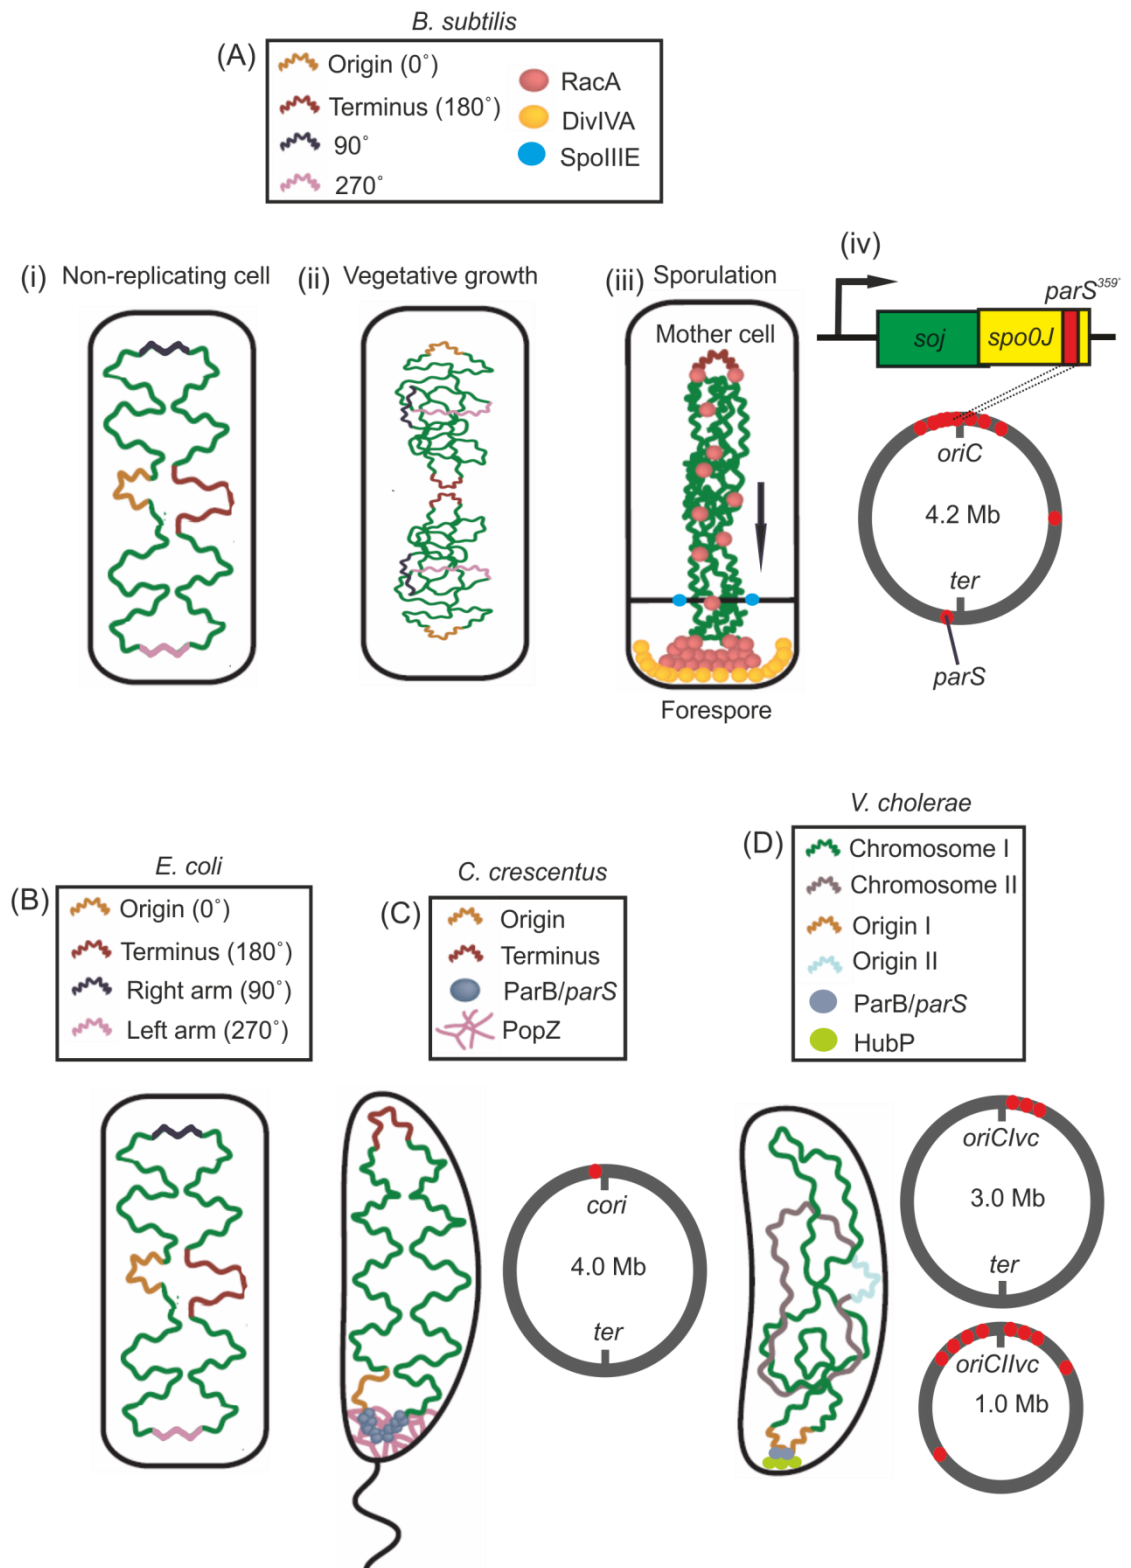 B. subtilis
(A)
Origin (0˚)
Terminus (180˚)
90˚
270˚
RacA
DivIVA
SpoIIIE
(i) Non-replicating cell
(ii) Vegetative growth
(iii) Sporulation
Mother cell
Forespore
(iv)
parS359˚
soj
spo0J
oriC
4.2 Mb
ter
parS
E. coli
(B)
Origin (0˚)
Terminus (180˚)
Right arm (90˚)
Left arm (270˚)
C. crescentus
(C)
Origin
Terminus
ParB/parS
PopZ
cori
4.0 Mb
ter
V. cholerae
(D)
Chromosome I
Chromosome II
Origin I
Origin II
ParB/parS
HubP
oriCIvc
3.0 Mb
ter
oriCIIvc
1.0 Mb